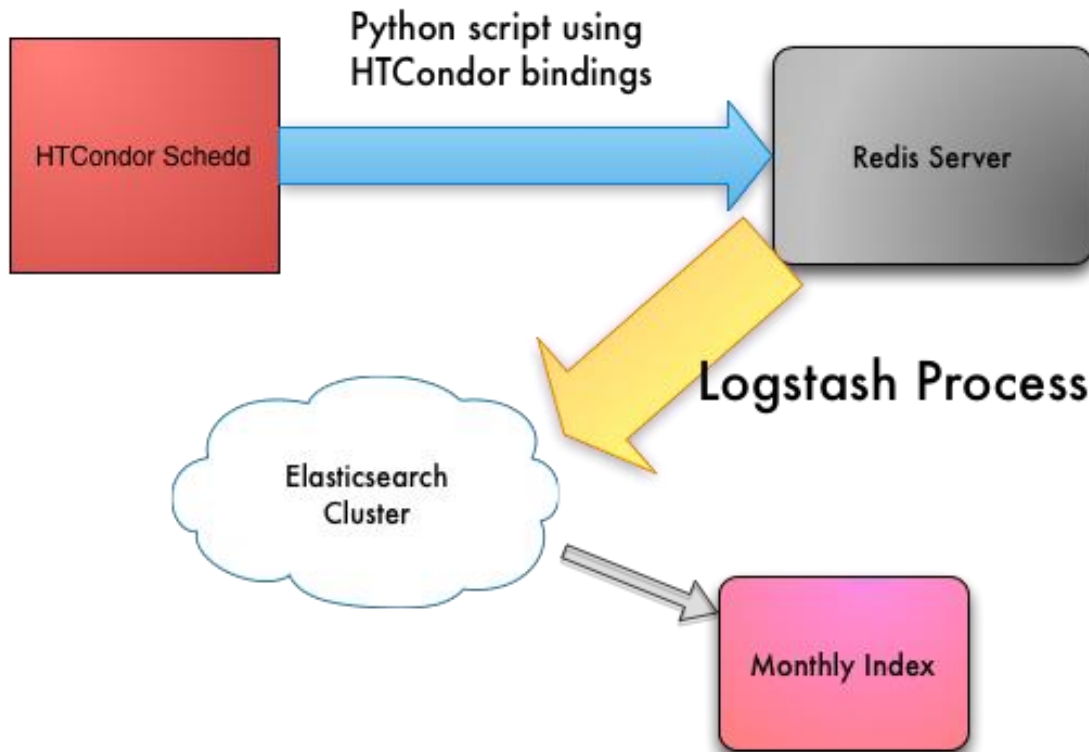 Python script using
HTCondor bindings
HTCondor Schedd
Redis Server
Logstash Process
Elasticsearch
Cluster
Monthly Index